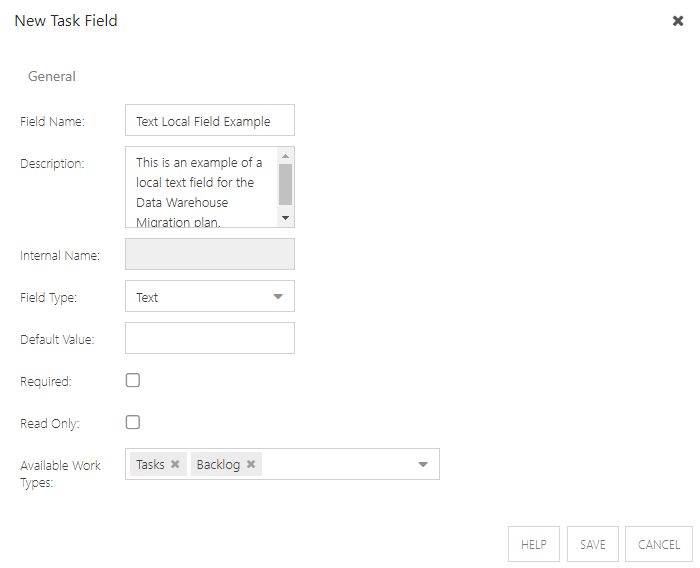 New Task Field
General
Field Name:
Text Local Field Example
Description:
This is an example of a
local text field for the
Data Warehouse
Migration plan.
Internal Name:
Field Type:
Text
Default Value:
Required:
Read Only:
Available Work
Types:
Tasks
Backlog
HELP
SAVE
CANCEL